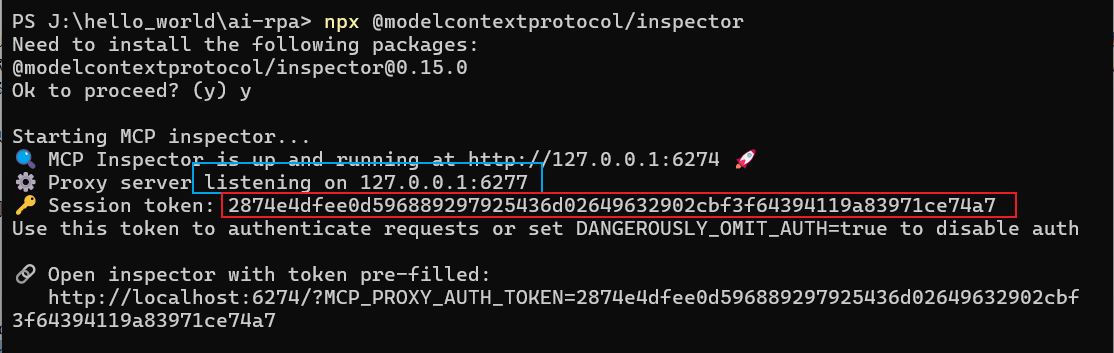 PS J:\hello_world\ai-rpa> npx @modelcontextprotocol/inspector
Need to install the following packages:
@modelcontextprotocol/inspector@0.15.0
Ok to proceed? (y) y
Starting MCP inspector...
🔍 MCP Inspector is up and running at http://127.0.0.1:6274 🚀
⚙️ Proxy server listening on 127.0.0.1:6277
🔑 Session token: 2874e4dfee0d596889297925436d02649632902cbf3f64394119a83971ce74a7
Use this token to authenticate requests or set DANGEROUSLY_OMIT_AUTH=true to disable auth
🔗 Open inspector with token pre-filled:
http://localhost:6274/?MCP_PROXY_AUTH_TOKEN=2874e4dfee0d596889297925436d02649632902cbf
3f64394119a83971ce74a7